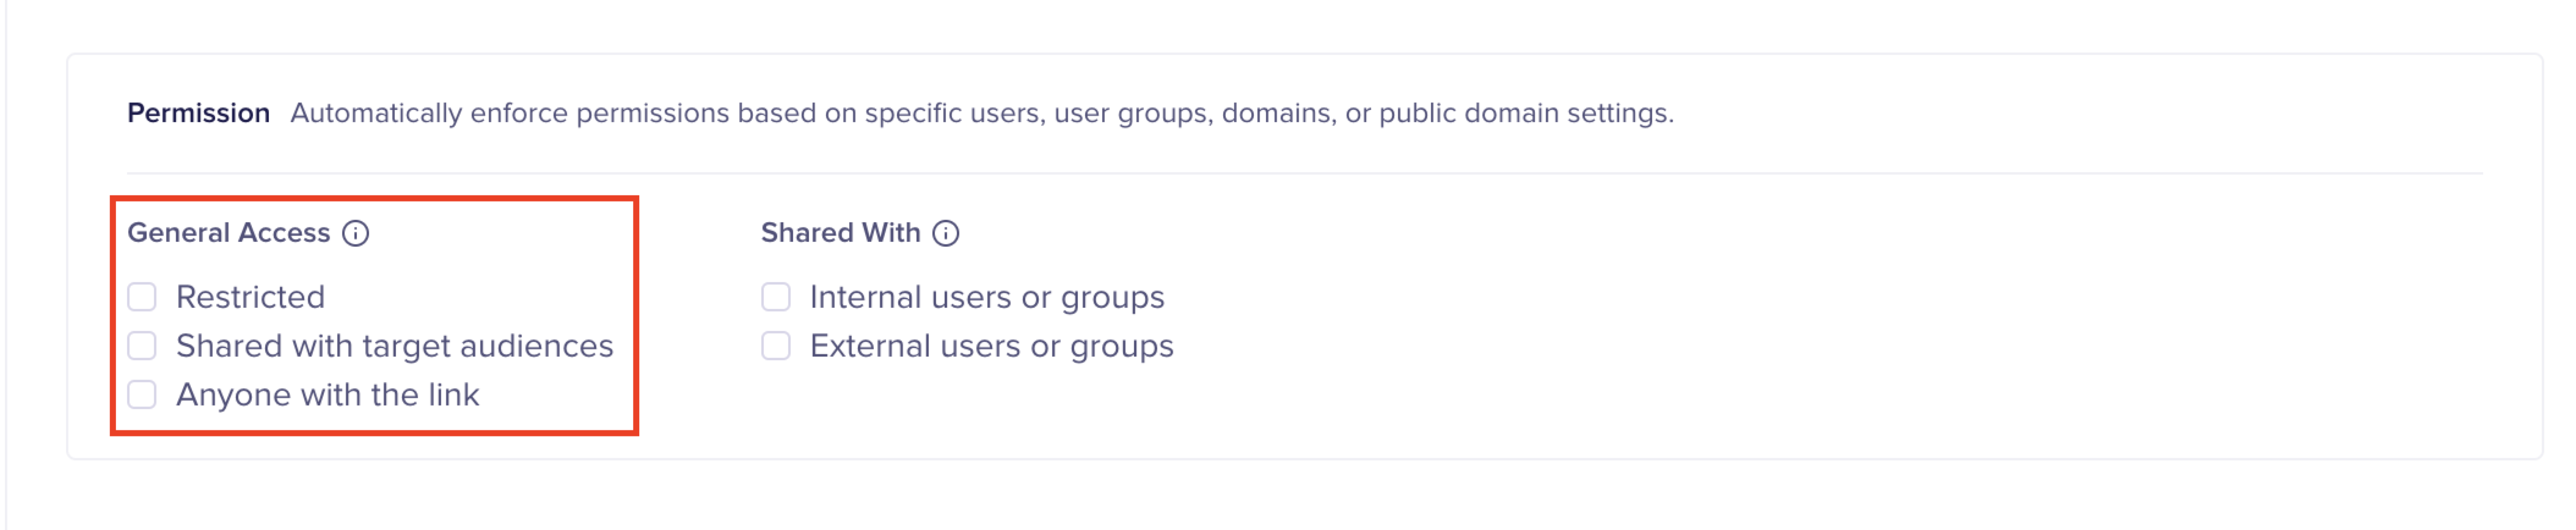 Permission Automatically enforce permissions based on specific users, user groups, domains, or public domain settings.
General Access
Restricted
Shared with target audiences
Anyone with the link
Shared With
Internal users or groups
External users or groups